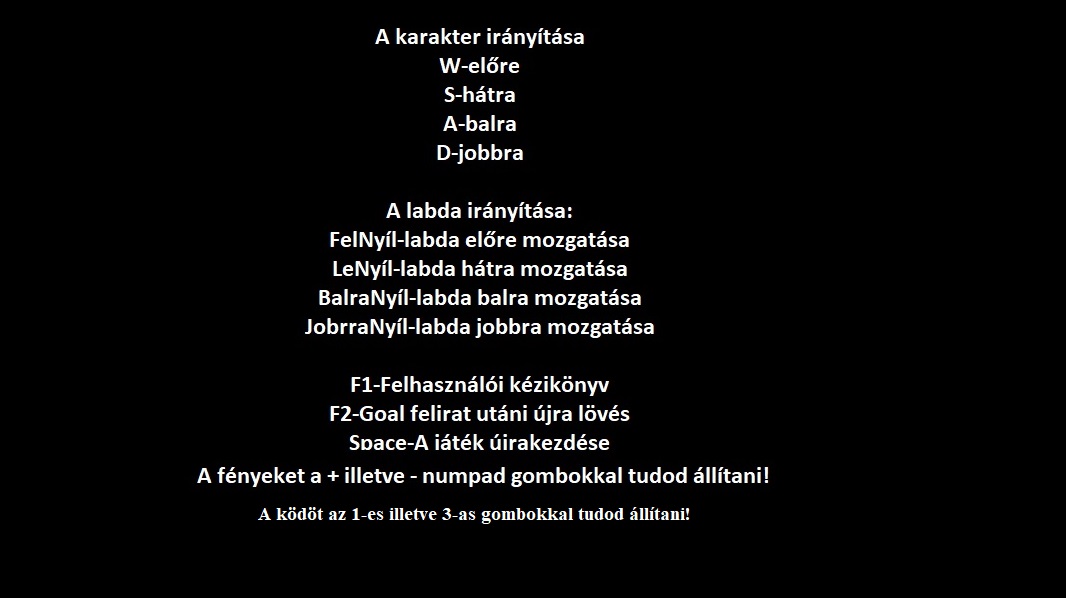 A karakter irányítása
W-előre
S-hátra
A-balra
D-jobbra
A labda irányítása:
FelNyíl-labda előre mozgatása
LeNyíl-labda hátra mozgatása
BalraNyíl-labda balra mozgatása
JobrraNyíl-labda jobbra mozgatása
F1-Felhasználói kézikönyv
F2-Goal felirat utáni újra lövés
Space-A játék újrakezdése
A fényeket a + illetve - numpad gombokkal tudod állítani!
A ködöt az 1-es illetve 3-as gombokkal tudod állítani!